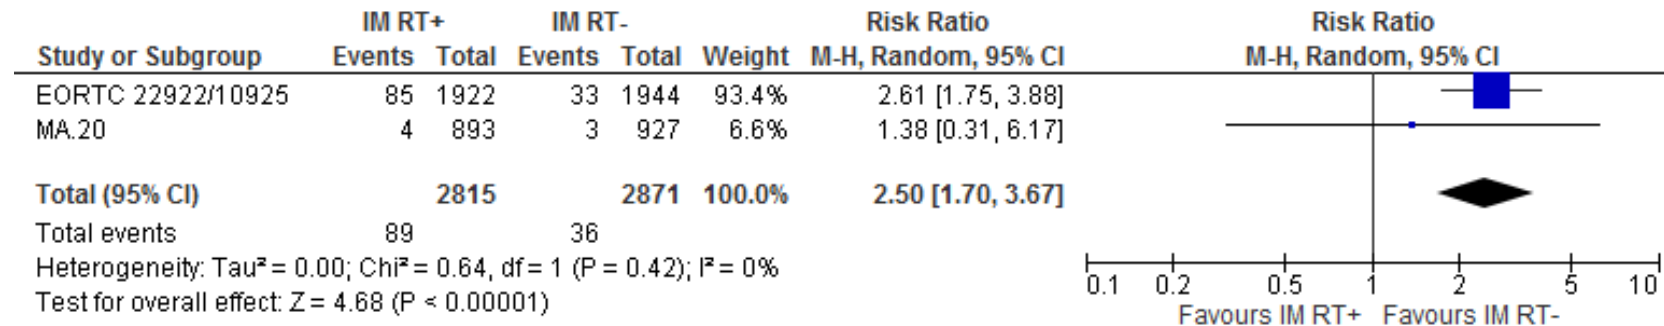 IM RT+ IM RT- Risk Ratio Risk Ratio
Study or Subgroup Events Total Events Total Weight M-H, Random, 95% CI M-H, Random, 95% CI
EORTC 22922/10925 85 1922 33 1944 93.4% 2.61 [1.75, 3.88]
MA.20 4 893 3 927 6.6% 1.38 [0.31, 6.17]
Total (95% CI) 2815 2871 100.0% 2.50 [1.70, 3.67]
Total events 89 36
Heterogeneity: Tau² = 0.00; Chi² = 0.64, df = 1 (P = 0.42); I² = 0%
Test for overall effect: Z = 4.68 (P < 0.00001)
0.1 0.2 0.5 1 2 5 10
Favours IM RT+ Favours IM RT-